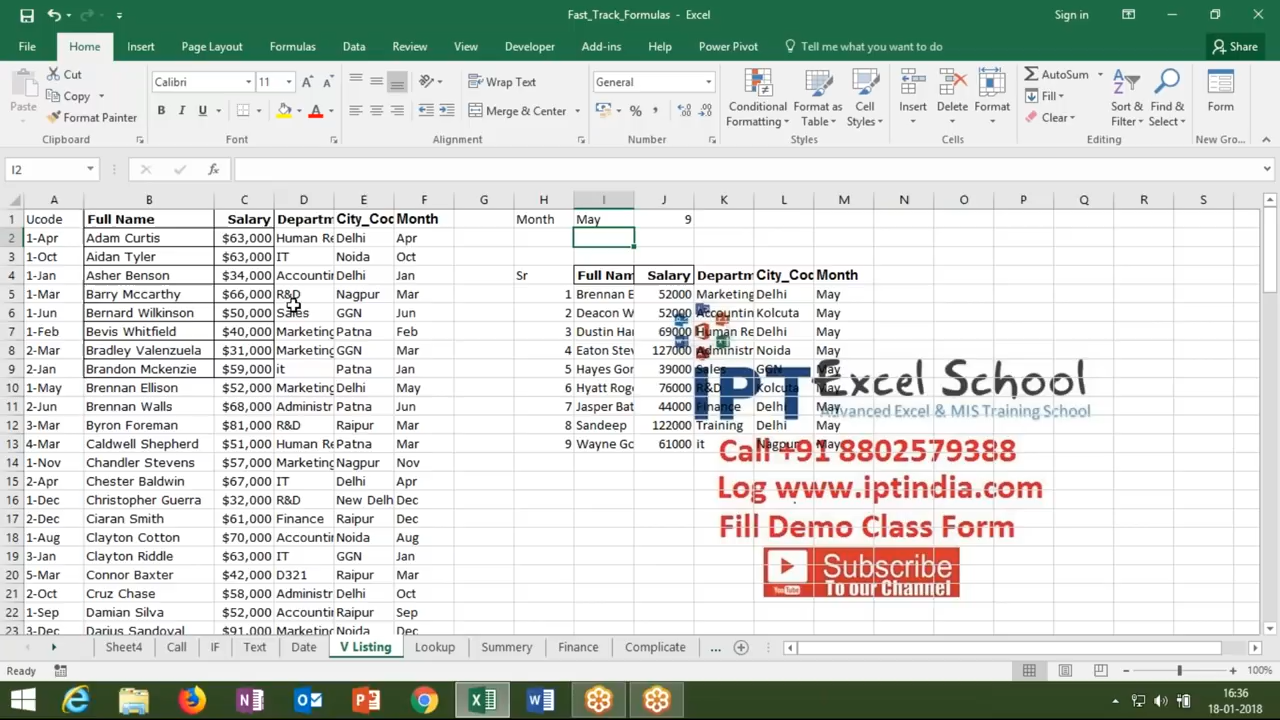 Fast_Track_Formulas - Excel
Sign in
File Home Insert Page Layout Formulas Data Review View Developer Add-ins Help Power Pivot Tell me what you want to do Share
Paste
Cut
Copy
Format Painter
Clipboard
Calibri 11
B I U
Font
Wrap Text
Merge & Center
Alignment
General
Number
Conditional Formatting
Format as Table
Cell Styles
Styles
Insert Delete Format
Cells
AutoSum
Fill
Clear
Sort & Filter
Find & Select
Editing
Form
New Gro...
I2
A B C D E F G H I J K L M N O P Q R S
1 Ucode Full Name Salary Departm City_Coc Month Month May 9
2 1-Apr Adam Curtis $63,000 Human Re Delhi Apr
3 1-Oct Aidan Tyler $63,000 IT Noida Oct
4 1-Jan Asher Benson $34,000 Accountin Delhi Jan Sr Full Nam Salary Departm City_Coc Month
5 1-Mar Barry Mccarthy $66,000 R&D Nagpur Mar 1 Brennan E 52000 Marketing Delhi May
6 1-Jun Bernard Wilkinson $50,000 Sales GGN Jun 2 Deacon W 52000 Accountin Kolcuta May
7 1-Feb Bevis Whitfield $40,000 Marketing Patna Feb 3 Dustin Har 69000 Human Re Delhi May
8 2-Mar Bradley Valenzuela $31,000 Marketing GGN Mar 4 Eaton Stev 127000 Administr Noida May
9 2-Jan Brandon Mckenzie $59,000 it Patna Jan 5 Hayes Gor 39000 Sales GGN May
10 1-May Brennan Ellison $52,000 Marketing Delhi May 6 Hyatt Rog 76000 R&D Kolcuta May
11 2-Jun Brennan Walls $68,000 Administr Patna Jun 7 Jasper Bat 44000 Finance Delhi May
12 3-Mar Byron Foreman $81,000 R&D Raipur Mar 8 Sandeep 122000 Training Delhi May
13 4-Mar Caldwell Shepherd $51,000 Human Re Patna Mar 9 Wayne Gc 61000 it Nagpur May
14 1-Nov Chandler Stevens $57,000 Marketing Nagpur Nov
15 2-Apr Chester Baldwin $67,000 IT Delhi Apr
16 1-Dec Christopher Guerra $32,000 R&D New Delh Dec
17 2-Dec Ciaran Smith $61,000 Finance Raipur Dec
18 1-Aug Clayton Cotton $70,000 Accountin Noida Aug
19 3-Jan Clayton Riddle $63,000 IT GGN Jan
20 5-Mar Connor Baxter $42,000 D321 Raipur Mar
21 2-Oct Cruz Chase $58,000 Administr Delhi Oct
22 1-Sep Damian Silva $52,000 Accountin Raipur Sep
23 3-Dec Darius Sandoval $91,000 Marketing Noida Dec
IPT Excel School
Advanced Excel & MIS Training School
Call +91 8802579388
Log www.iptindia.com
Fill Demo Class Form
Subscribe
YouTube To our Channel
Sheet4 Call IF Text Date V Listing Lookup Summery Finance Complicate ...
Ready
100%
16:36
18-01-2018